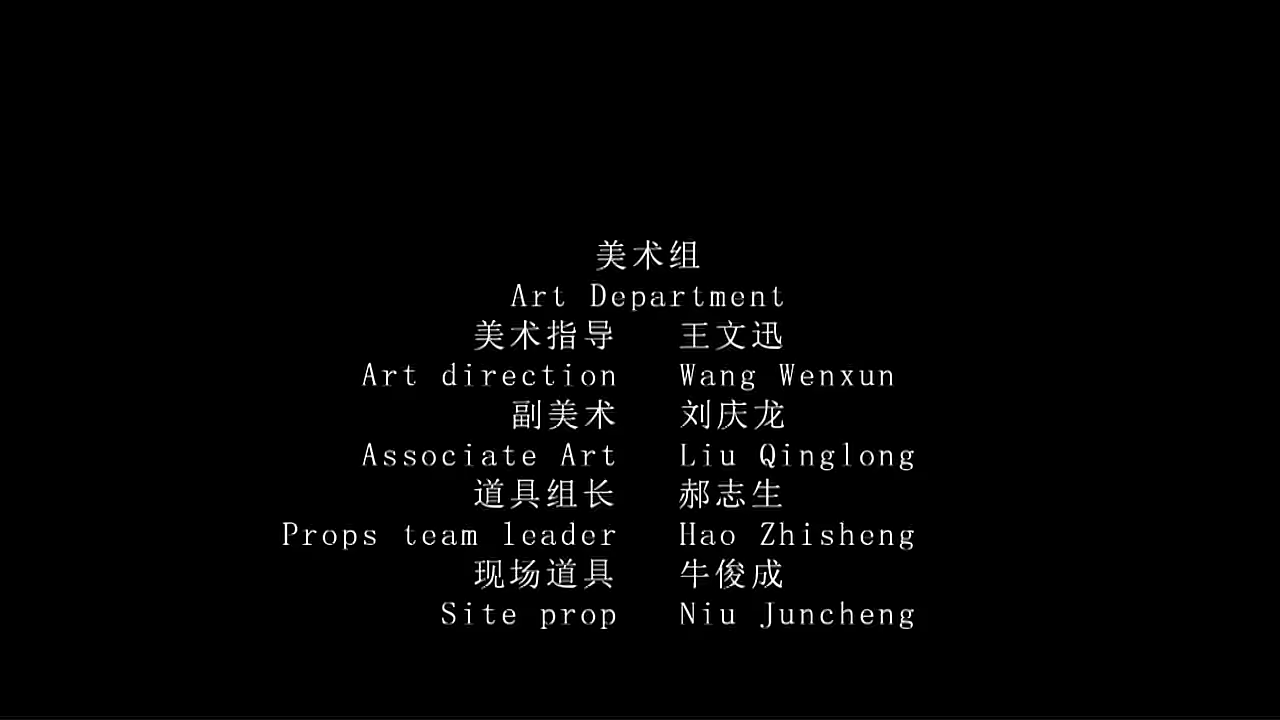 美术组
Art Department
美术指导 王文迅
Art direction Wang Wenxun
副美术 刘庆龙
Associate Art Liu Qinglong
道具组长 郝志生
Props team leader Hao Zhisheng
现场道具 牛俊成
Site prop Niu Juncheng